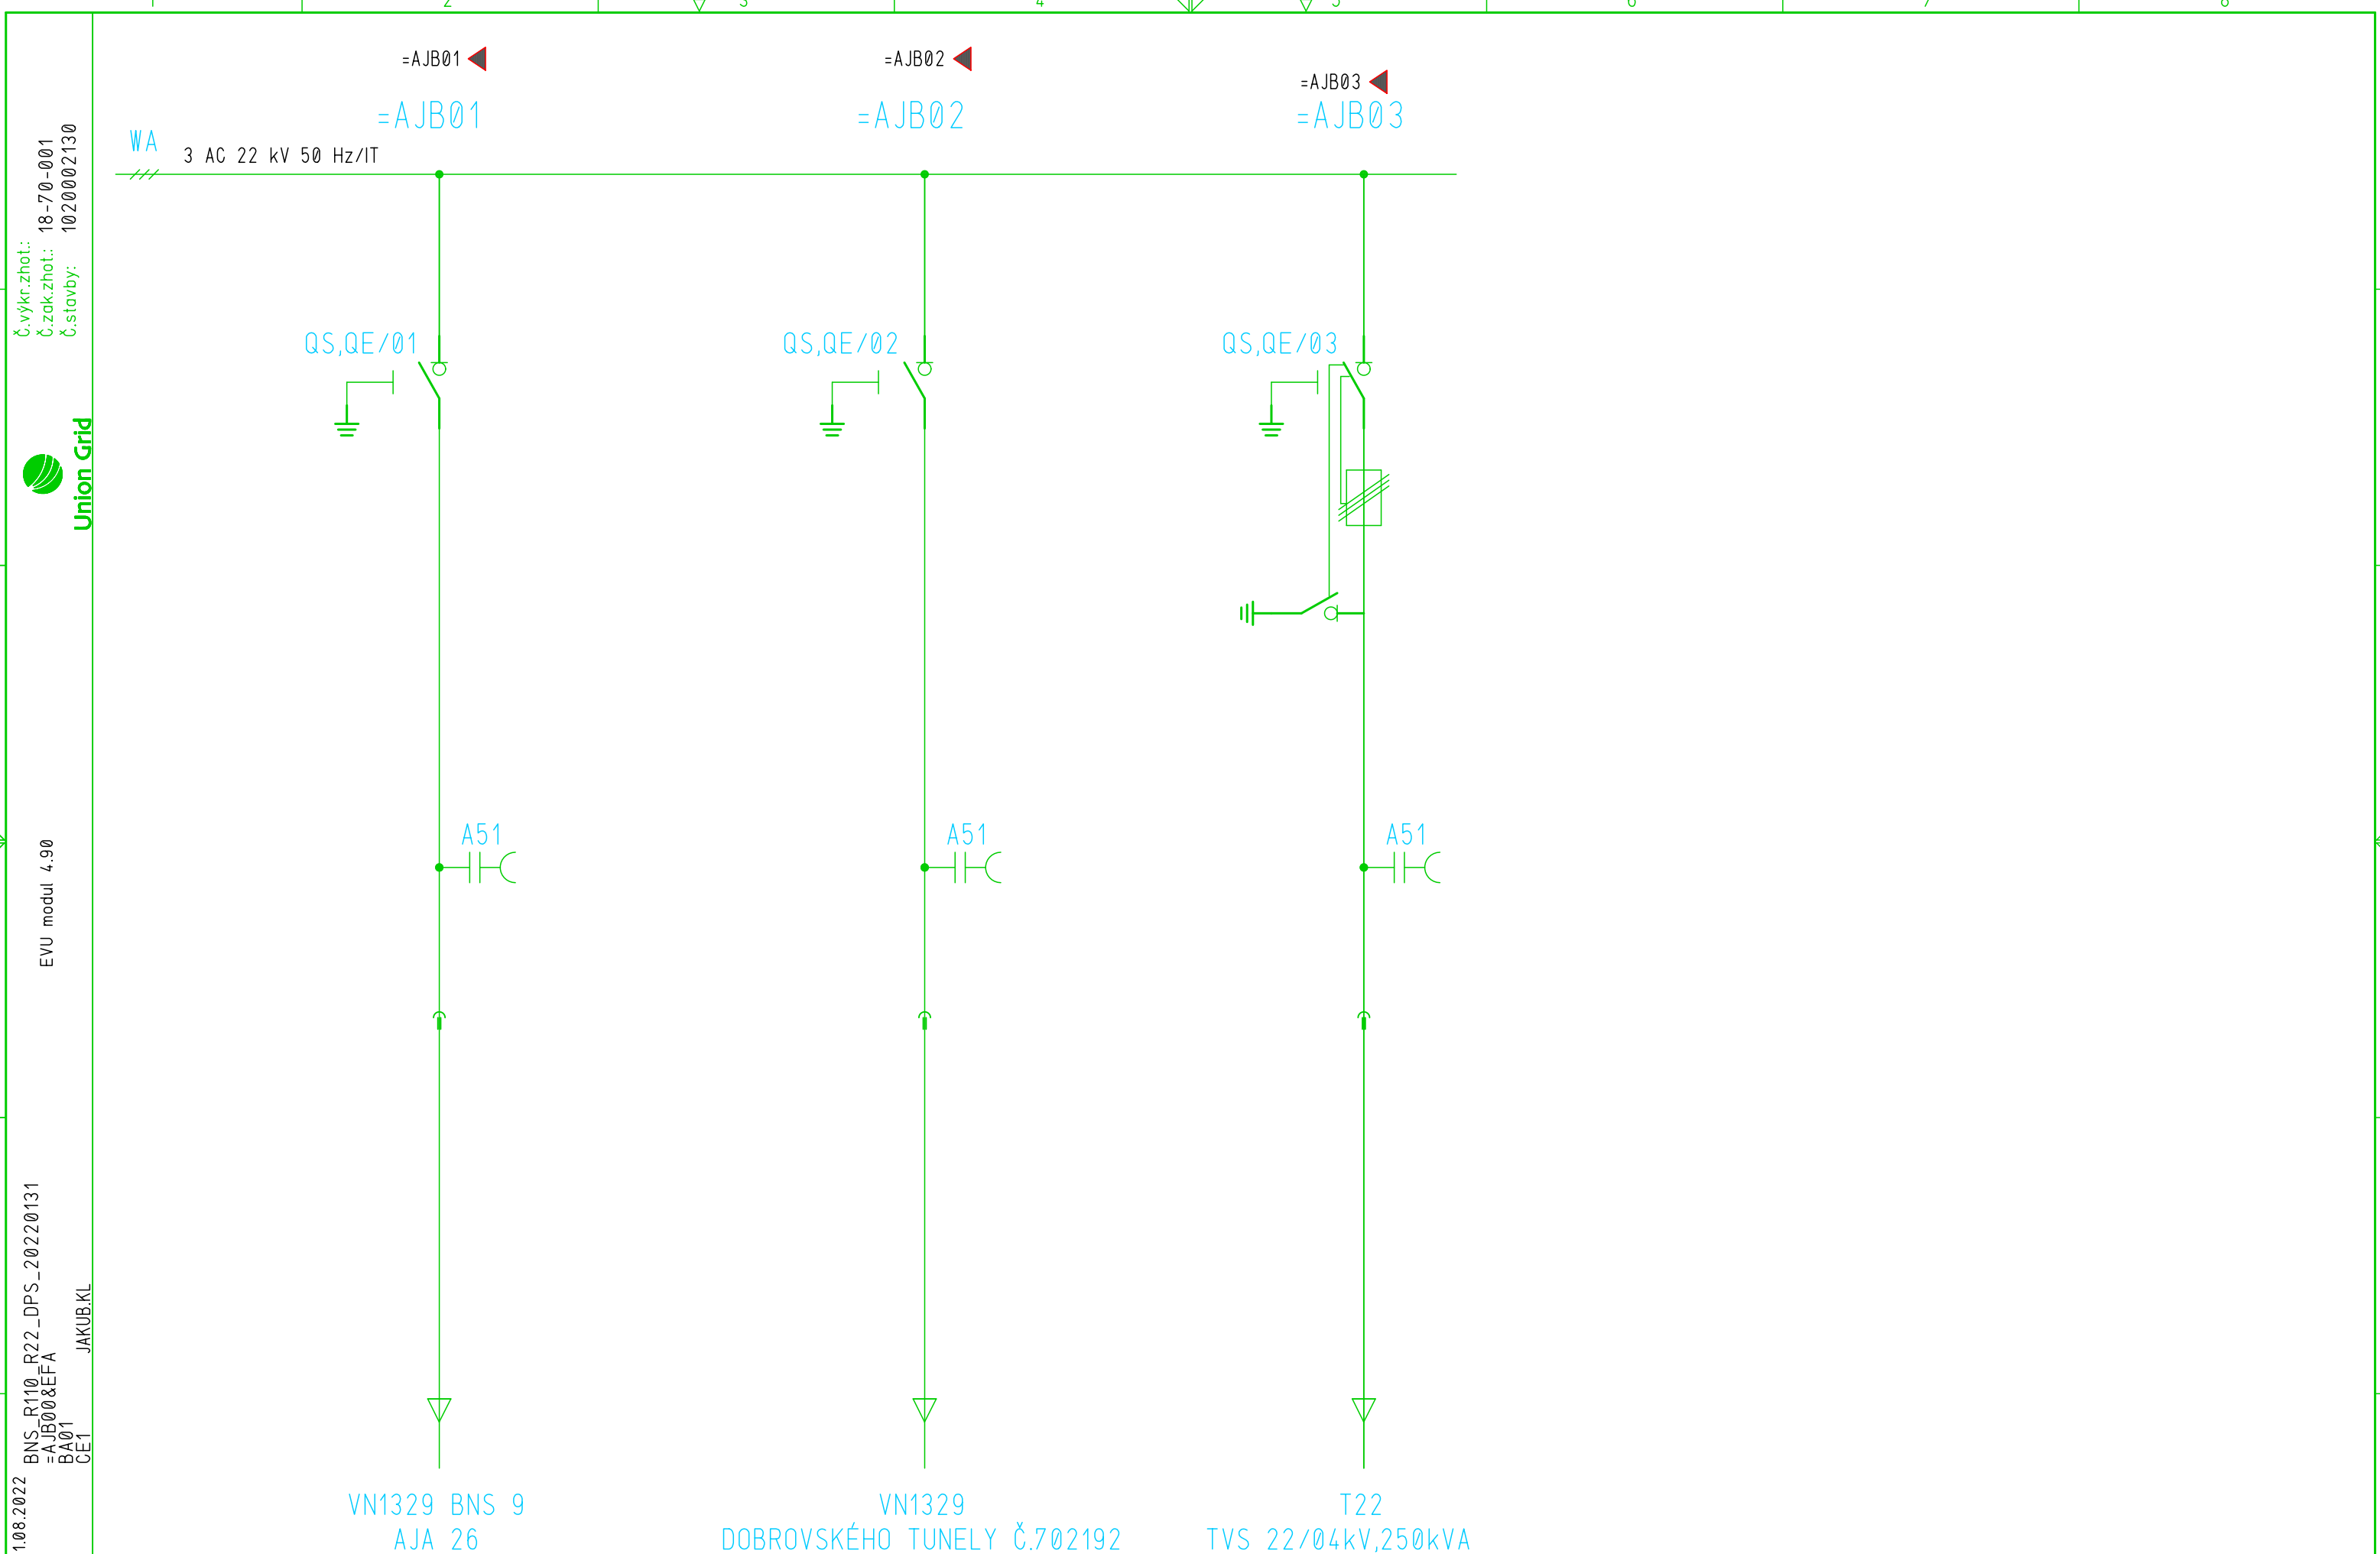 =AJB01
=AJB02
=AJB03
=AJB01
=AJB02
=AJB03
WA
3 AC 22 kV 50 Hz/IT
QS,QE/01
QS,QE/02
QS,QE/03
A51
A51
A51
VN1329 BNS 9
AJA 26
VN1329
DOBROVSKÉHO TUNELY Č.702192
T22
TVS 22/04kV,250kVA
Č.výkr.zhot.:
Č.zak.zhot.: 18-70-001
Č.stavby: 1020002130
Union Grid
EVU modul 4.90
BNS_R110_R22_DPS_20220131
=AJB00&EFA
BA01
CE1 JAKUB.KL
1.08.2022